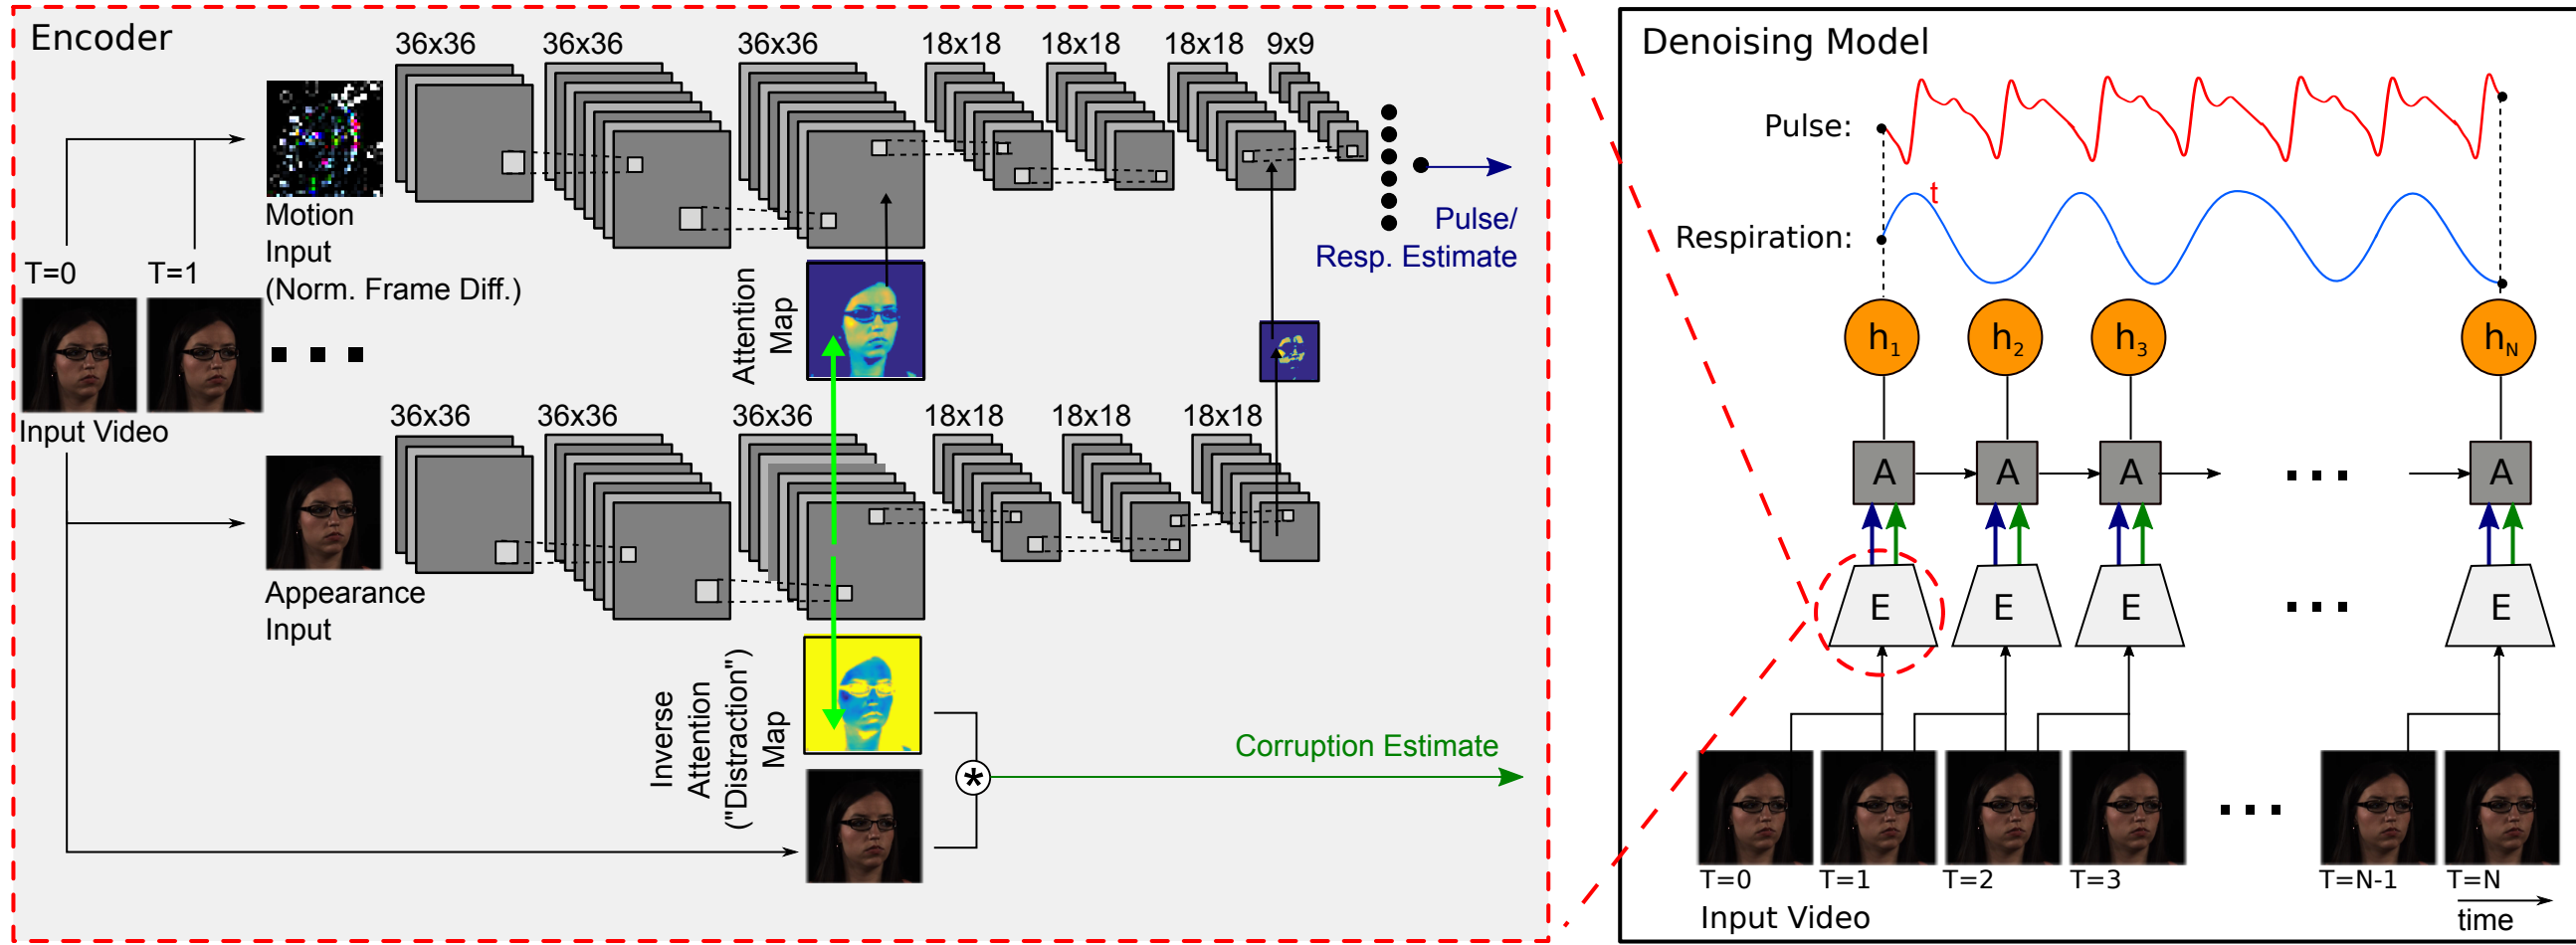 Encoder
36x36
36x36
36x36
18x18
18x18
18x18
9x9
Motion
Input
(Norm. Frame Diff.)
T=0
T=1
Input Video
Pulse/
Resp. Estimate
Attention
Map
36x36
36x36
36x36
18x18
18x18
18x18
Appearance
Input
Inverse
Attention
("Distraction")
Map
*
Corruption Estimate
Denoising Model
Pulse:
t
Respiration:
h1
h2
h3
hN
A
A
A
A
E
E
E
E
T=0
T=1
T=2
T=3
T=N-1
T=N
Input Video
time